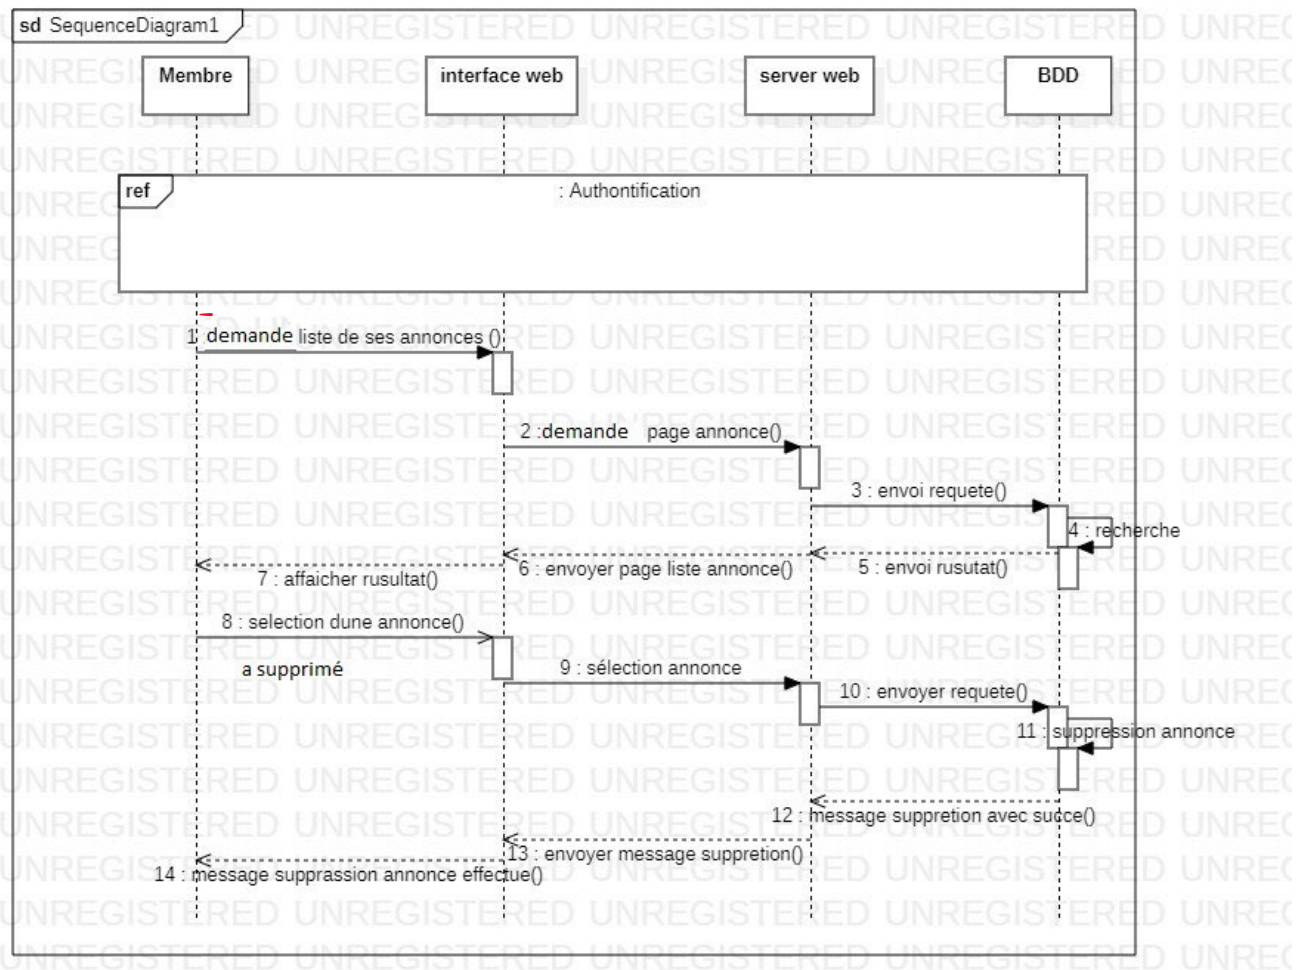 sd SequenceDiagram1
Membre
interface web
server web
BDD
ref
: Authontification
1 :demande liste de ses annonces ()
2 :demande page annonce()
3 : envoi requete()
4 : recherche
5 : envoi rusutat()
6 : envoyer page liste annonce()
7 : affaicher rusultat()
8 : selection dune annonce()
a supprimé
9 : sélection annonce
10 : envoyer requete()
11 : suppression annonce
12 : message suppretion avec succe()
13 : envoyer message suppretion()
14 : message supprassion annonce effectue()
UNREGISTERED